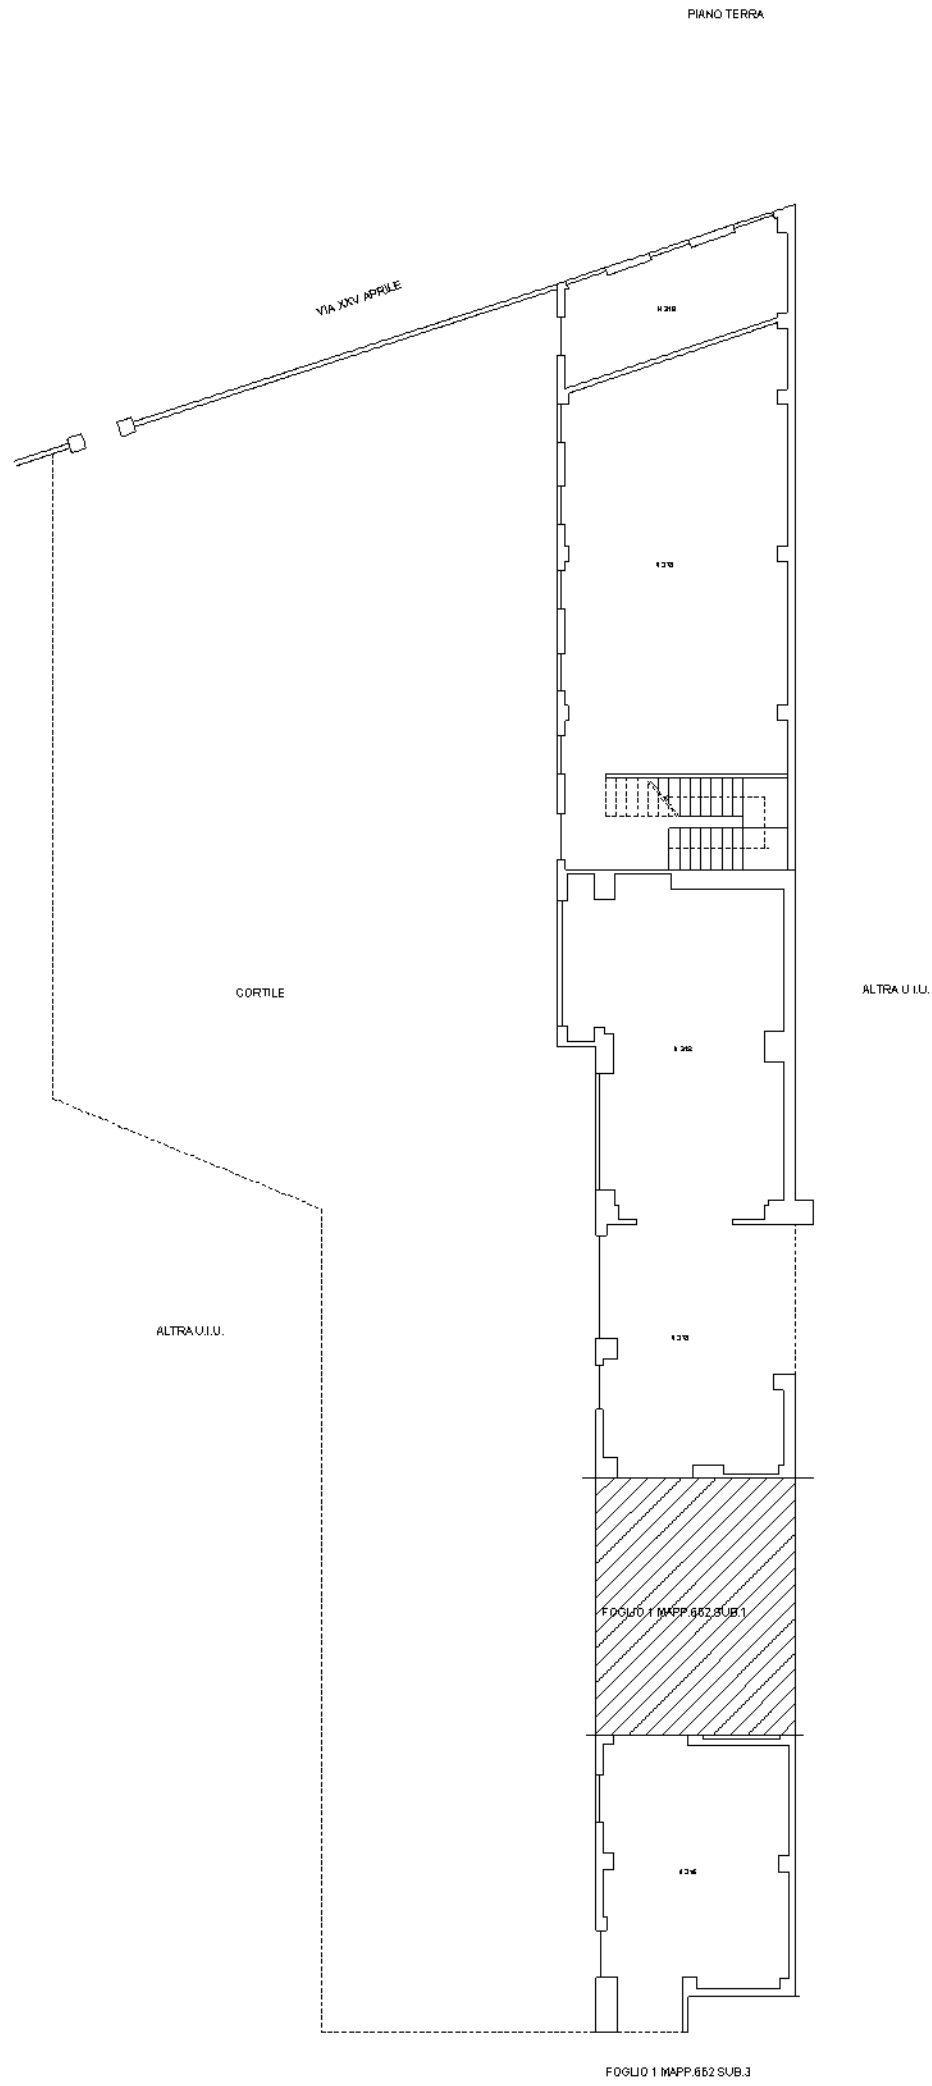 PIANO TERRA
VIA XXV APRILE
CORTILE
ALTRA U.I.U.
ALTRA U.I.U.
FOGLIO 1 MAPP.652 SUB.1
FOGLIO 1 MAPP.652 SUB.3